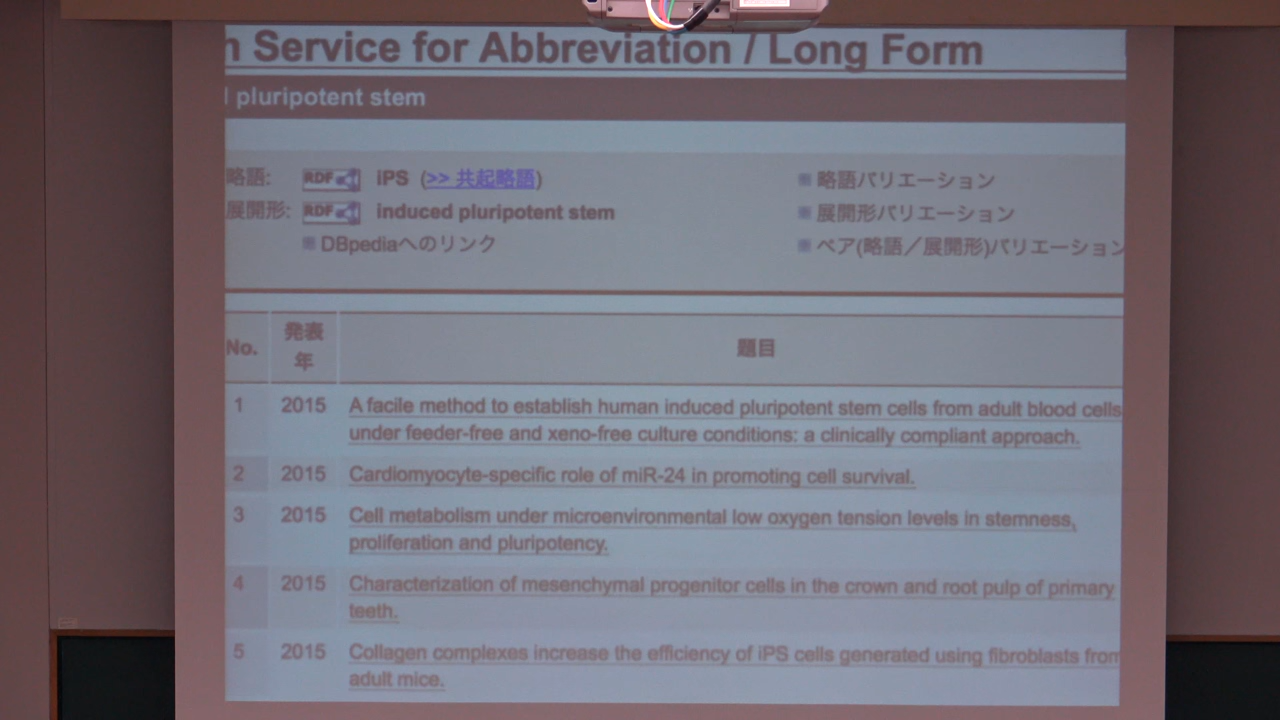 n Service for Abbreviation / Long Form
l pluripotent stem
略語: RDF iPS (>> 共起略語)
展開形: RDF induced pluripotent stem
DBpediaへのリンク
略語バリエーション
展開形バリエーション
ペア(略語／展開形)バリエーション
No. 発表年 題目
1 2015 A facile method to establish human induced pluripotent stem cells from adult blood cells
under feeder-free and xeno-free culture conditions: a clinically compliant approach.
2 2015 Cardiomyocyte-specific role of miR-24 in promoting cell survival.
3 2015 Cell metabolism under microenvironmental low oxygen tension levels in stemness,
proliferation and pluripotency.
4 2015 Characterization of mesenchymal progenitor cells in the crown and root pulp of primary
teeth.
5 2015 Collagen complexes increase the efficiency of iPS cells generated using fibroblasts from
adult mice.